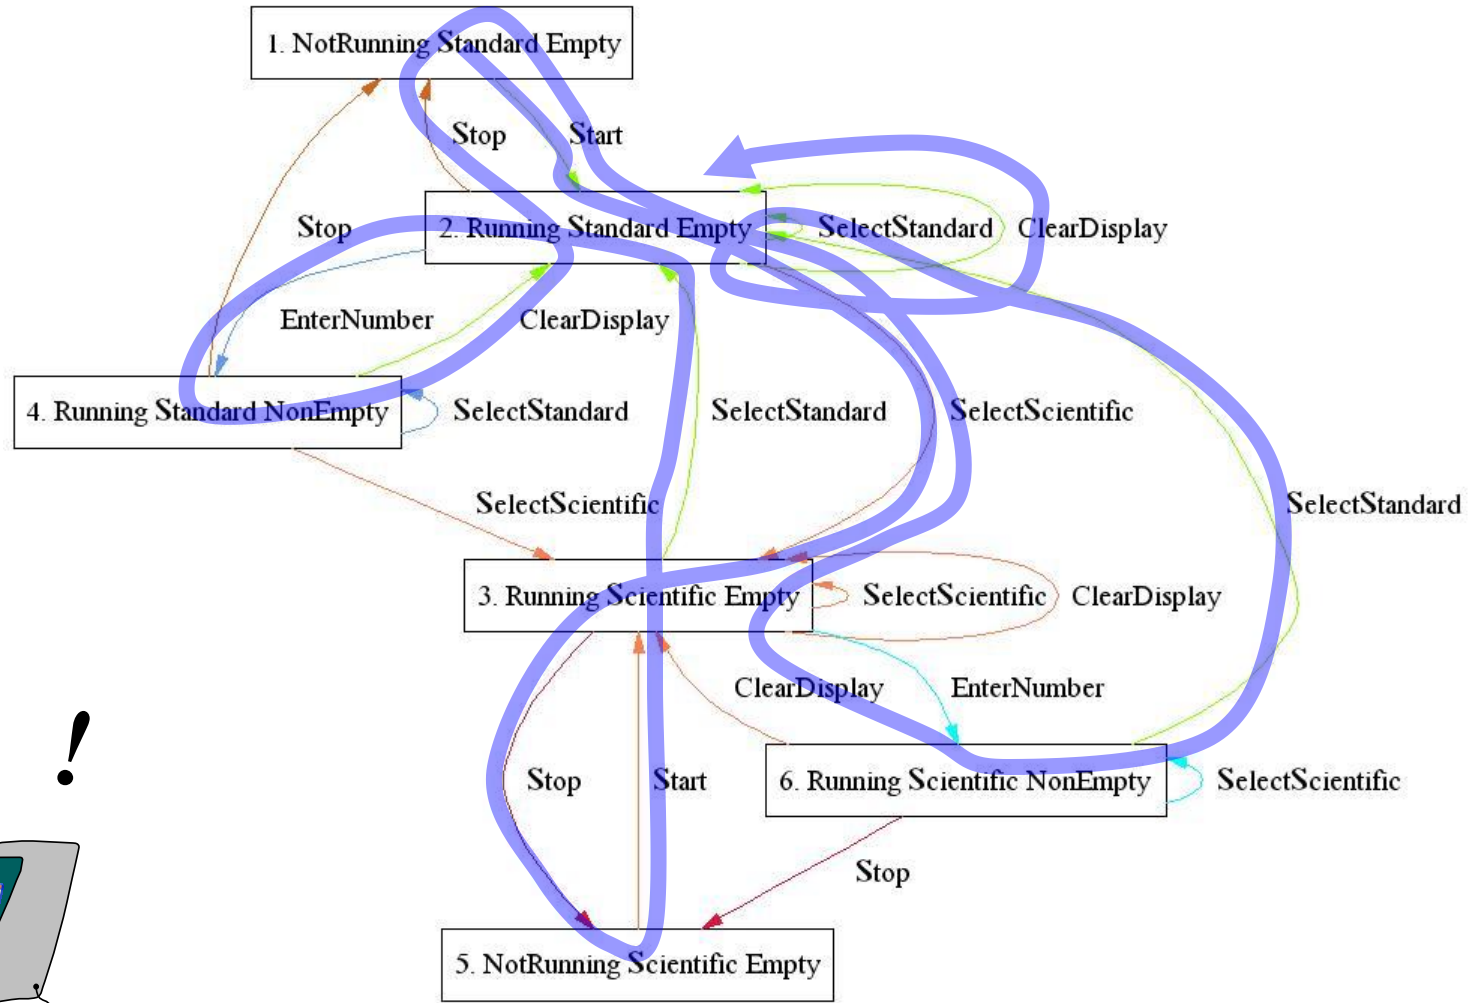 1. NotRunning Standard Empty
Stop
Start
Stop
2. Running Standard Empty
SelectStandard
ClearDisplay
EnterNumber
ClearDisplay
4. Running Standard NonEmpty
SelectStandard
SelectStandard
SelectScientific
SelectScientific
SelectStandard
3. Running Scientific Empty
SelectScientific
ClearDisplay
ClearDisplay
EnterNumber
!
Stop
Start
6. Running Scientific NonEmpty
SelectScientific
Stop
5. NotRunning Scientific Empty